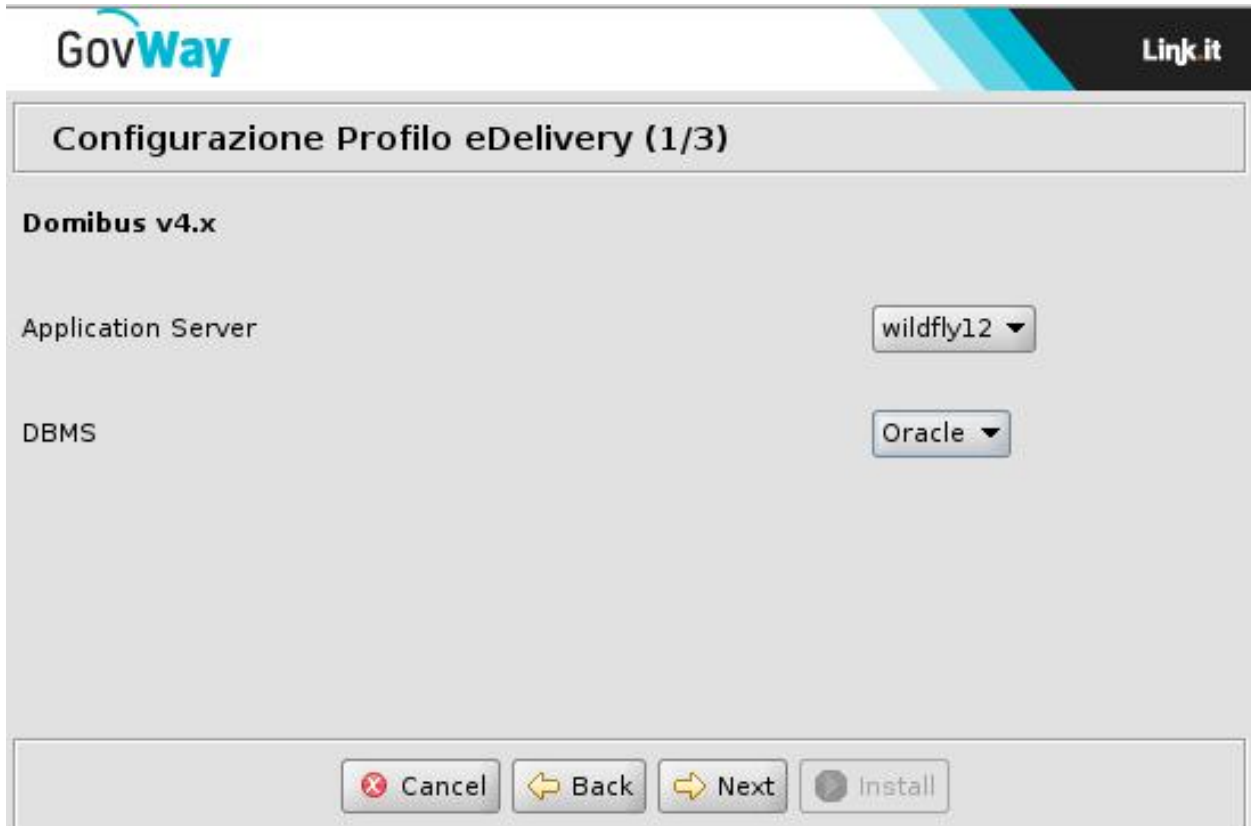 GovWay
Link.it
Configurazione Profilo eDelivery (1/3)
Domibus v4.x
Application Server
wildfly12
DBMS
Oracle
Cancel
Back
Next
Install